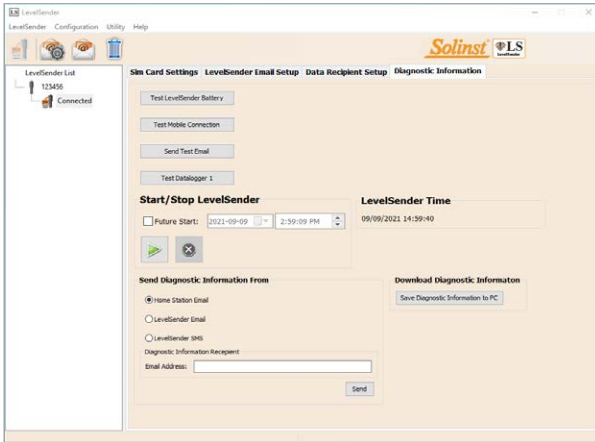 LS LevelSender
LevelSender Configuration Utility Help
Solinst LS
LevelSender
LevelSender List
123456
Connected
Sim Card Settings LevelSender Email Setup Data Recipient Setup Diagnostic Information
Test LevelSender Battery
Test Mobile Connection
Send Test Email
Test Datalogger 1
Start/Stop LevelSender
Future Start: 2021-09-09 2:59:09 PM
LevelSender Time
09/09/2021 14:59:40
Send Diagnostic Information From
Home Station Email
LevelSender Email
LevelSender SMS
Diagnostic Information Recepient
Email Address:
Send
Download Diagnostic Informaton
Save Diagnostic Information to PC